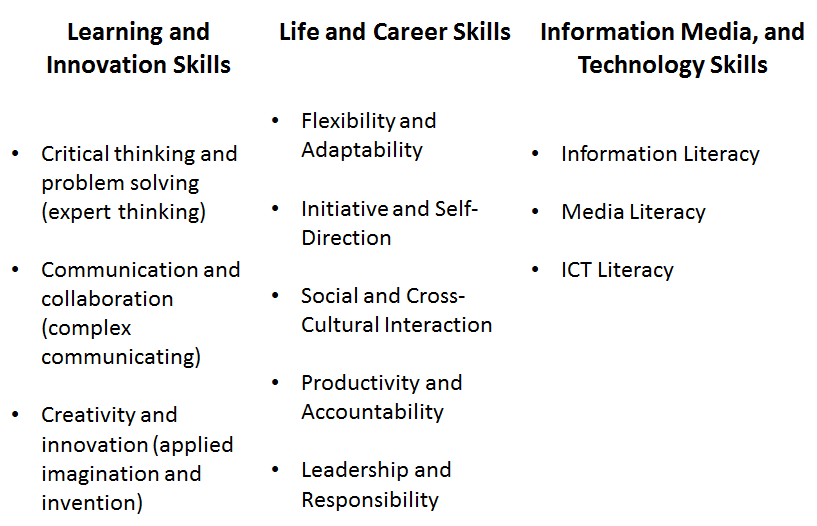 Learning and
Innovation Skills
• Critical thinking and
problem solving
(expert thinking)
• Communication and
collaboration
(complex
communicating)
• Creativity and
innovation (applied
imagination and
invention)
Life and Career Skills
• Flexibility and
Adaptability
• Initiative and Self-
Direction
• Social and Cross-
Cultural Interaction
• Productivity and
Accountability
• Leadership and
Responsibility
Information Media, and
Technology Skills
• Information Literacy
• Media Literacy
• ICT Literacy